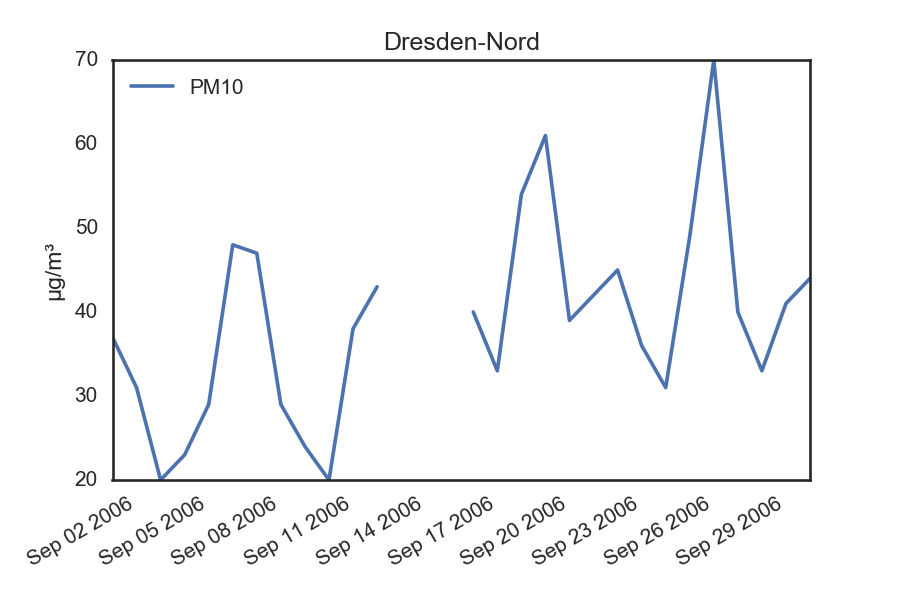 Dresden-Nord
PM10
µg/m³
70
60
50
40
30
20
Sep 02 2006
Sep 05 2006
Sep 08 2006
Sep 11 2006
Sep 14 2006
Sep 17 2006
Sep 20 2006
Sep 23 2006
Sep 26 2006
Sep 29 2006